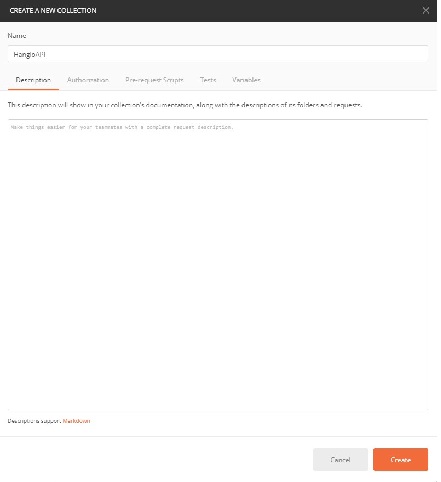 CREATE A NEW COLLECTION
Name
HangloAPI
Description Authorization Pre-request Scripts Tests Variables
This description will show in your collection's documentation, along with the descriptions of its folders and requests.
Make things easier for your teammates with a complete request description.
Descriptions support Markdown
Cancel Create